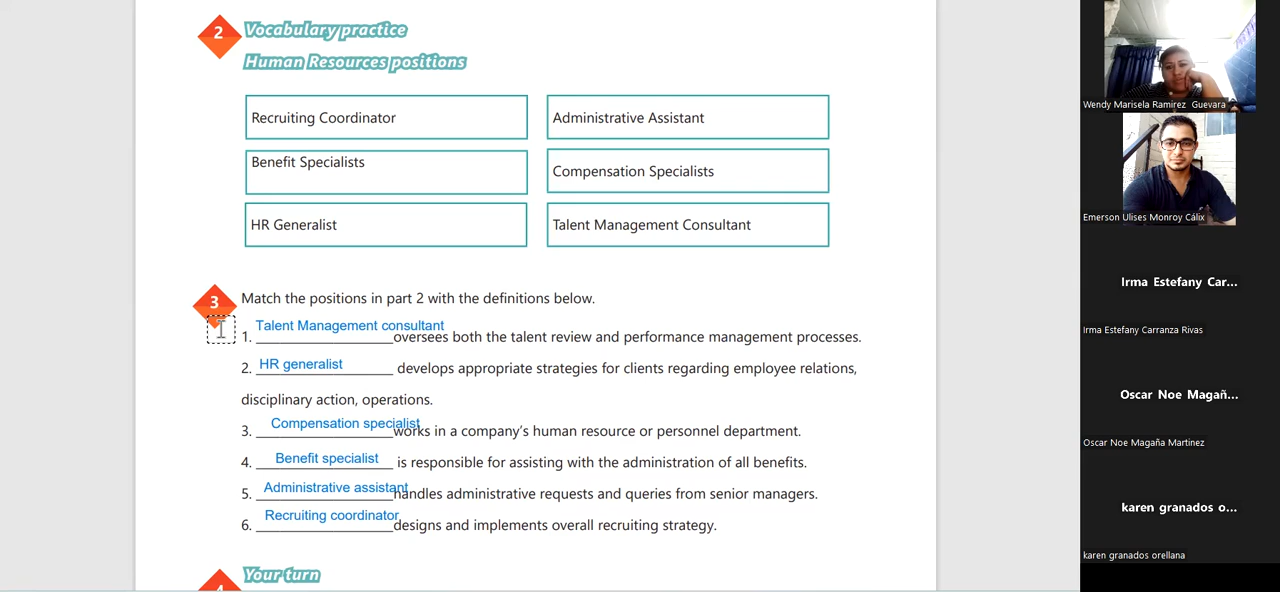 2 Vocabulary practice
Human Resources positions
Recruiting Coordinator
Administrative Assistant
Benefit Specialists
Compensation Specialists
HR Generalist
Talent Management Consultant
3 Match the positions in part 2 with the definitions below.
1. Talent Management consultant oversees both the talent review and performance management processes.
2. HR generalist develops appropriate strategies for clients regarding employee relations,
disciplinary action, operations.
3. Compensation specialist works in a company's human resource or personnel department.
4. Benefit specialist is responsible for assisting with the administration of all benefits.
5. Administrative assistant handles administrative requests and queries from senior managers.
6. Recruiting coordinator designs and implements overall recruiting strategy.
4 Your turn
Wendy Marisela Ramirez Guevara
Emerson Ulises Monroy Cálix
Irma Estefany Car...
Irma Estefany Carranza Rivas
Oscar Noe Magañ...
Oscar Noe Magaña Martinez
karen granados o...
karen granados orellana